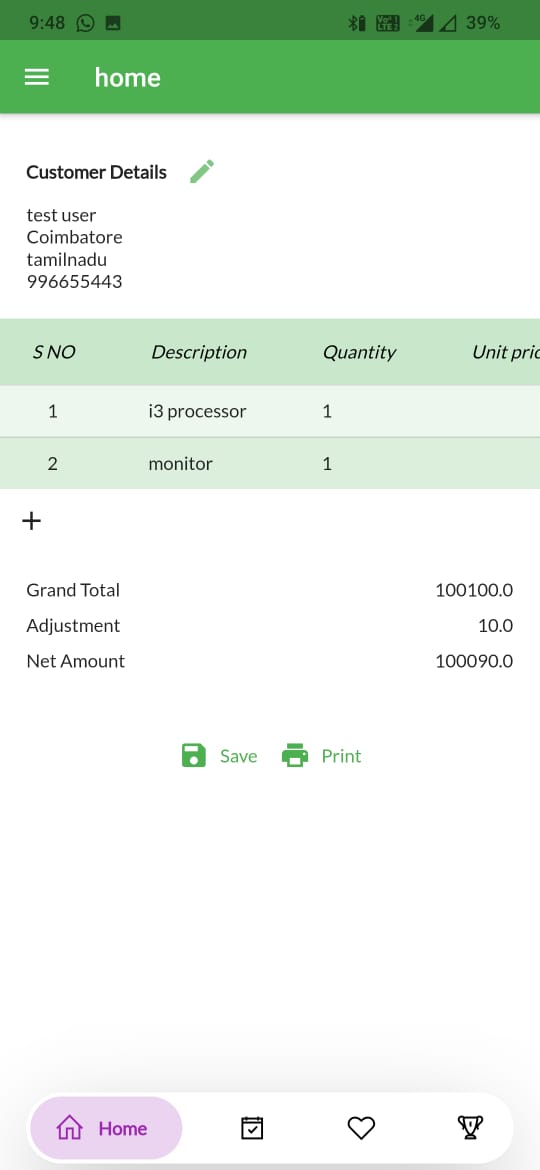 9:48 Vo) 1 LTE 2 4G 39%
home
Customer Details
test user
Coimbatore
tamilnadu
996655443
S NO Description Quantity Unit pric
1 i3 processor 1
2 monitor 1
+
Grand Total 100100.0
Adjustment 10.0
Net Amount 100090.0
Save Print
Home